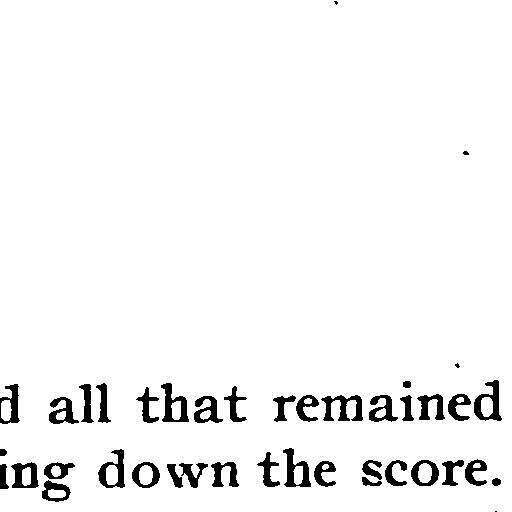 d all that remained
ing down the score.